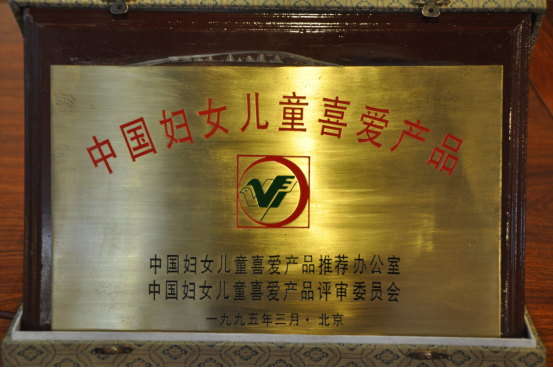 中国妇女儿童喜爱产品
中国妇女儿童喜爱产品推荐办公室
中国妇女儿童喜爱产品评审委员会
一九九五年三月·北京